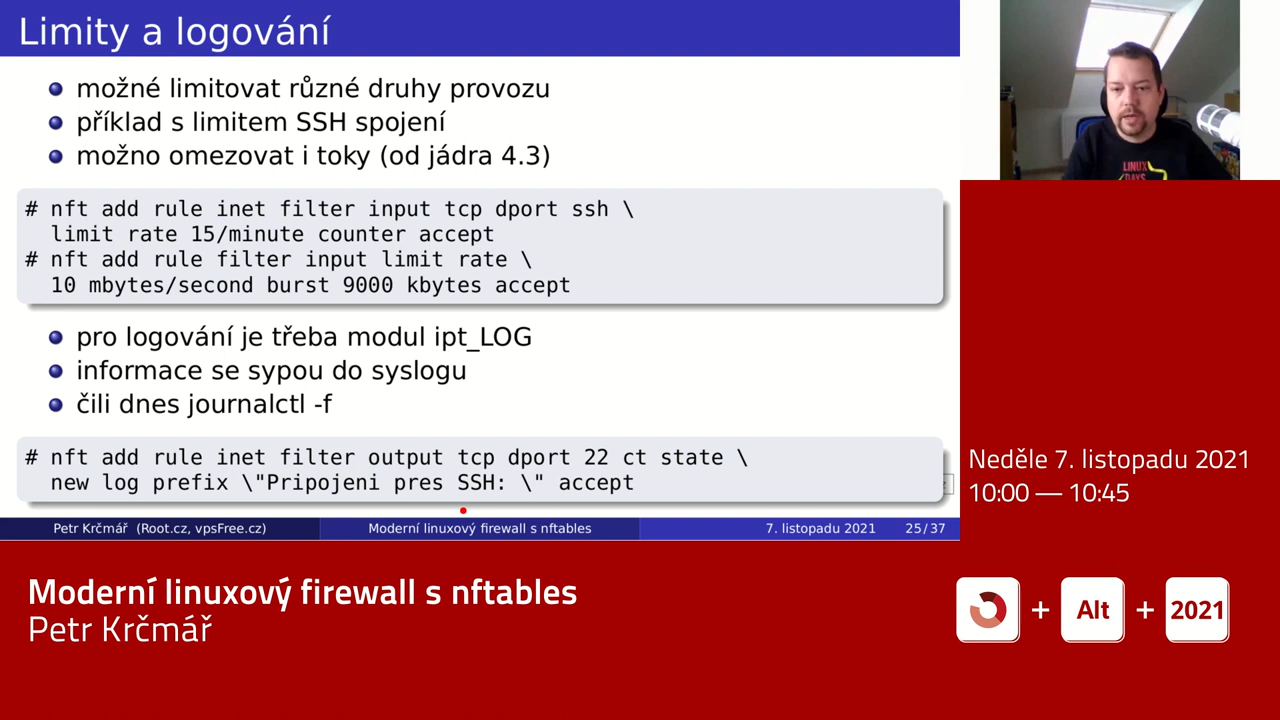 Limity a logování
možné limitovat různé druhy provozu
příklad s limitem SSH spojení
možno omezovat i toky (od jádra 4.3)
# nft add rule inet filter input tcp dport ssh \
limit rate 15/minute counter accept
# nft add rule filter input limit rate \
10 mbytes/second burst 9000 kbytes accept
pro logování je třeba modul ipt_LOG
informace se sypou do syslogu
čili dnes journalctl -f
# nft add rule inet filter output tcp dport 22 ct state \
new log prefix \"Pripojeni pres SSH: \" accept
Petr Krčmář (Root.cz, vpsFree.cz)
Moderní linuxový firewall s nftables
7. listopadu 2021
25/37
LINUX
DAYS
Neděle 7. listopadu 2021
10:00 — 10:45
Moderní linuxový firewall s nftables
Petr Krčmář
+ Alt + 2021